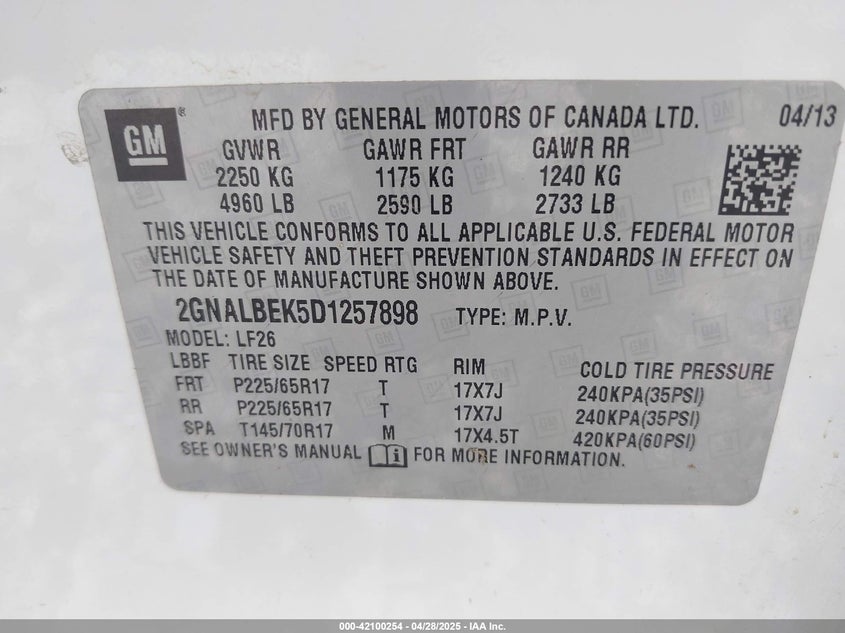 GM ® MFD BY GENERAL MOTORS OF CANADA LTD. 04/13
GVWR GAWR FRT GAWR RR
2250 KG 1175 KG 1240 KG
4960 LB 2590 LB 2733 LB
THIS VEHICLE CONFORMS TO ALL APPLICABLE U.S. FEDERAL MOTOR
VEHICLE SAFETY AND THEFT PREVENTION STANDARDS IN EFFECT ON
THE DATE OF MANUFACTURE SHOWN ABOVE.
2GNALBEK5D1257898 TYPE: M.P.V.
MODEL: LF26
LBBF TIRE SIZE SPEED RTG RIM COLD TIRE PRESSURE
FRT P225/65R17 T 17X7J 240KPA(35PSI)
RR P225/65R17 T 17X7J 240KPA(35PSI)
SPA T145/70R17 M 17X4.5T 420KPA(60PSI)
SEE OWNER'S MANUAL i FOR MORE INFORMATION.
000-42100254 - 04/28/2025 - IAA Inc.